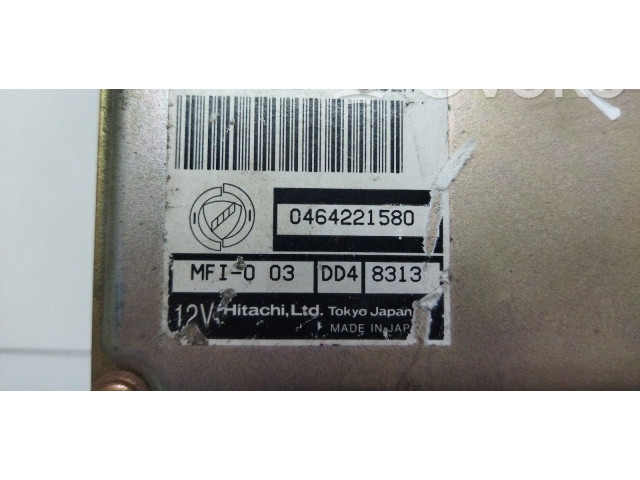 0464221580
MFI-0 03 DD4 8313
12V Hitachi, Ltd. Tokyo Japan
MADE IN JAPA